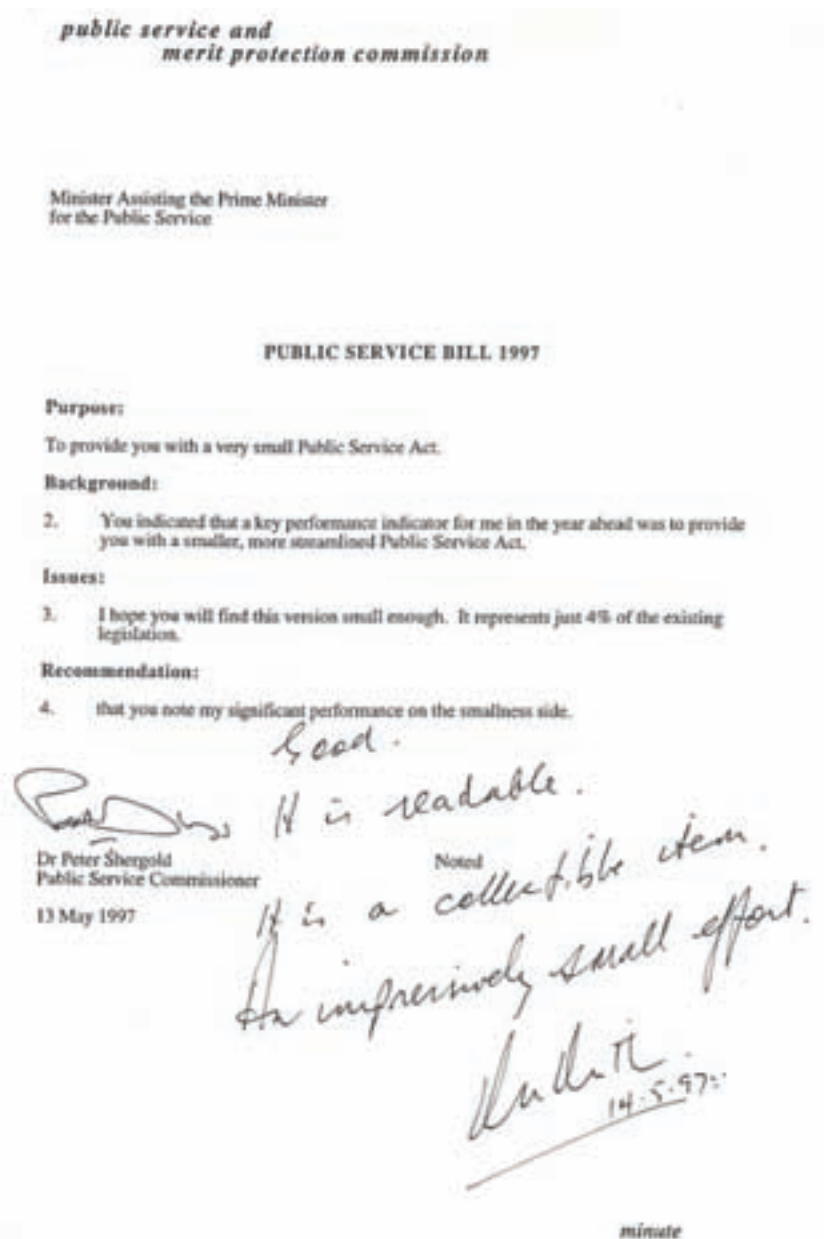 public service and
merit protection commission
Minister Assisting the Prime Minister
for the Public Service
PUBLIC SERVICE BILL 1997
Purpose:
To provide you with a very small Public Service Act.
Background:
2. You indicated that a key performance indicator for me in the year ahead was to provide
you with a smaller, more streamlined Public Service Act.
Issues:
3. I hope you will find this version small enough. It represents just 4% of the existing
legislation.
Recommendation:
4. that you note my significant performance on the smallness side.
Good.
It is readable.
Dr Peter Shergold
Public Service Commissioner
Noted
It is a collectible item.
13 May 1997
An impressively small effort.
14.5.97
minute